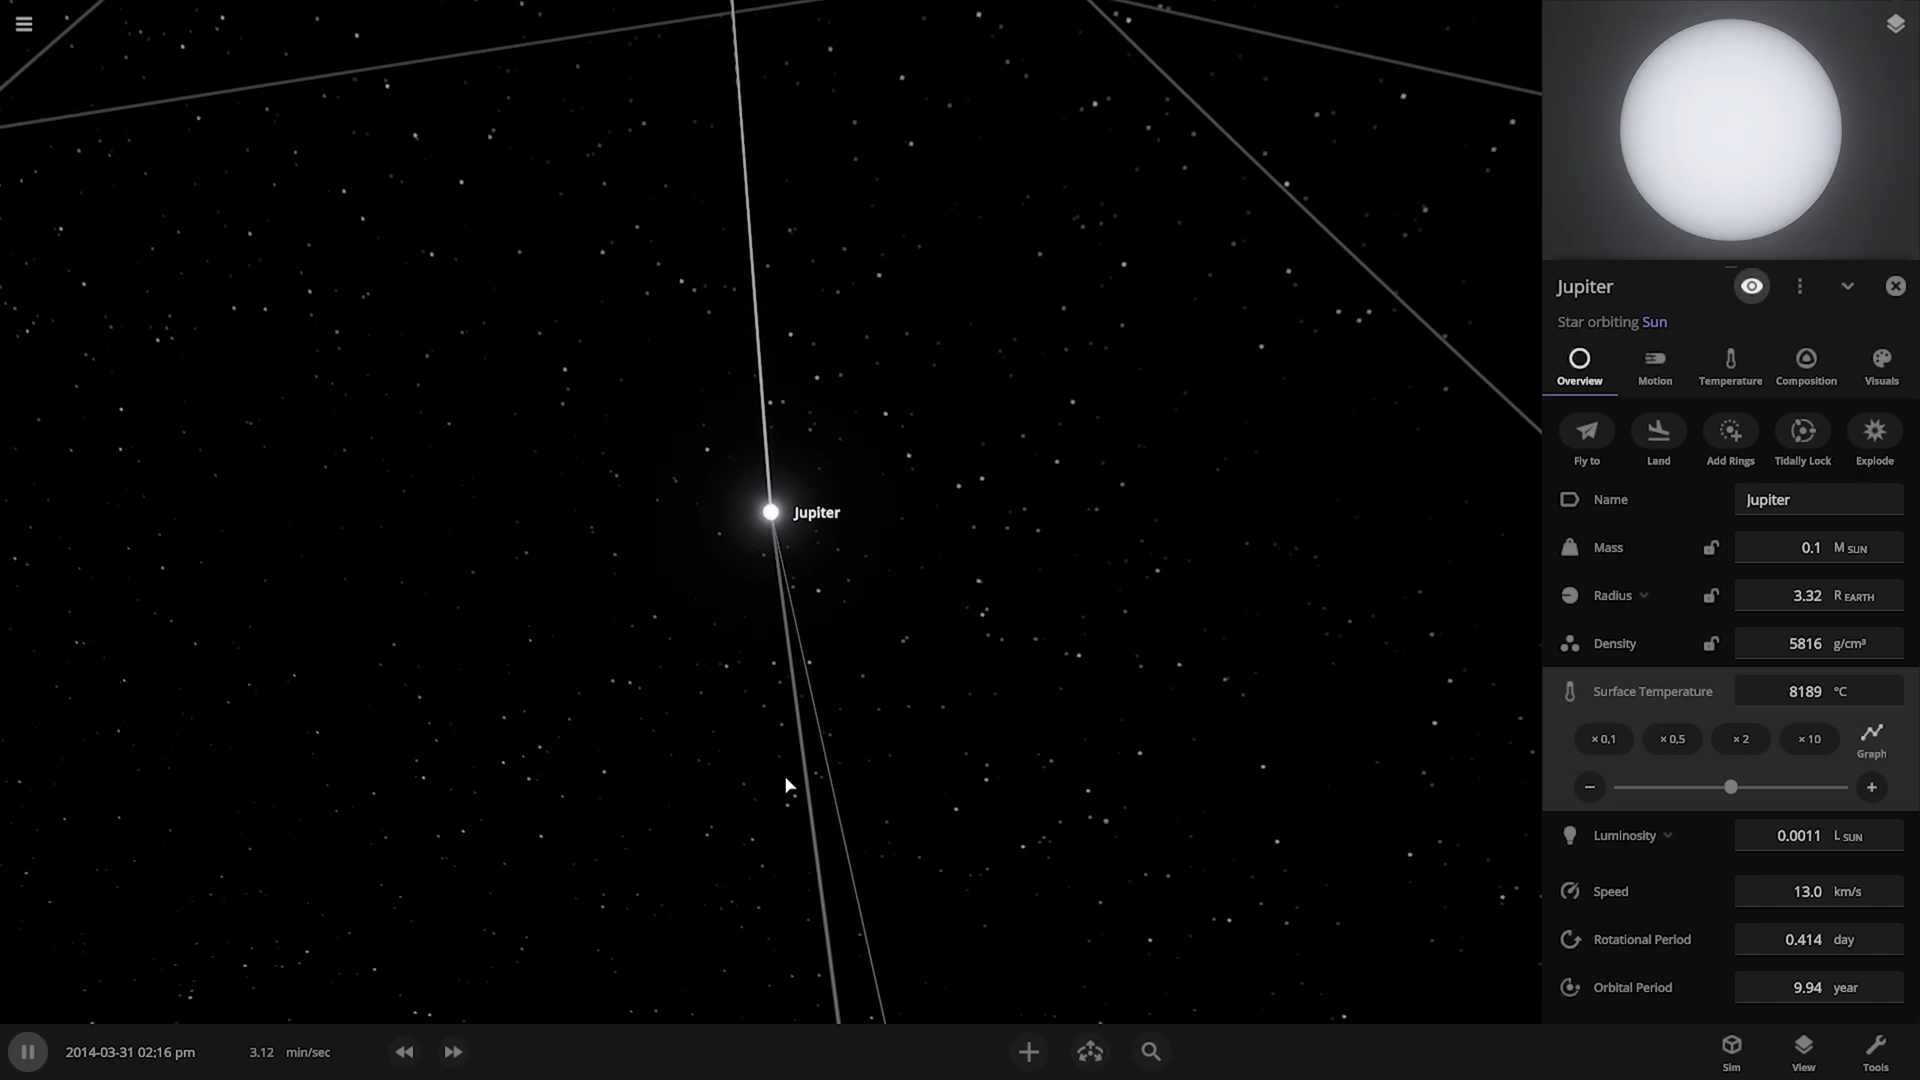 Jupiter
Jupiter
Star orbiting Sun
Overview
Motion
Temperature
Composition
Visuals
Fly to
Land
Add Rings
Tidally Lock
Explode
Name Jupiter
Mass 0.1 M SUN
Radius 3.32 R EARTH
Density 5816 g/cm³
Surface Temperature 8189 °C
× 0,1 × 0,5 × 2 × 10
Graph
Luminosity 0.0011 L SUN
Speed 13.0 km/s
Rotational Period 0.414 day
Orbital Period 9.94 year
2014-03-31 02:16 pm 3.12 min/sec
Sim View Tools